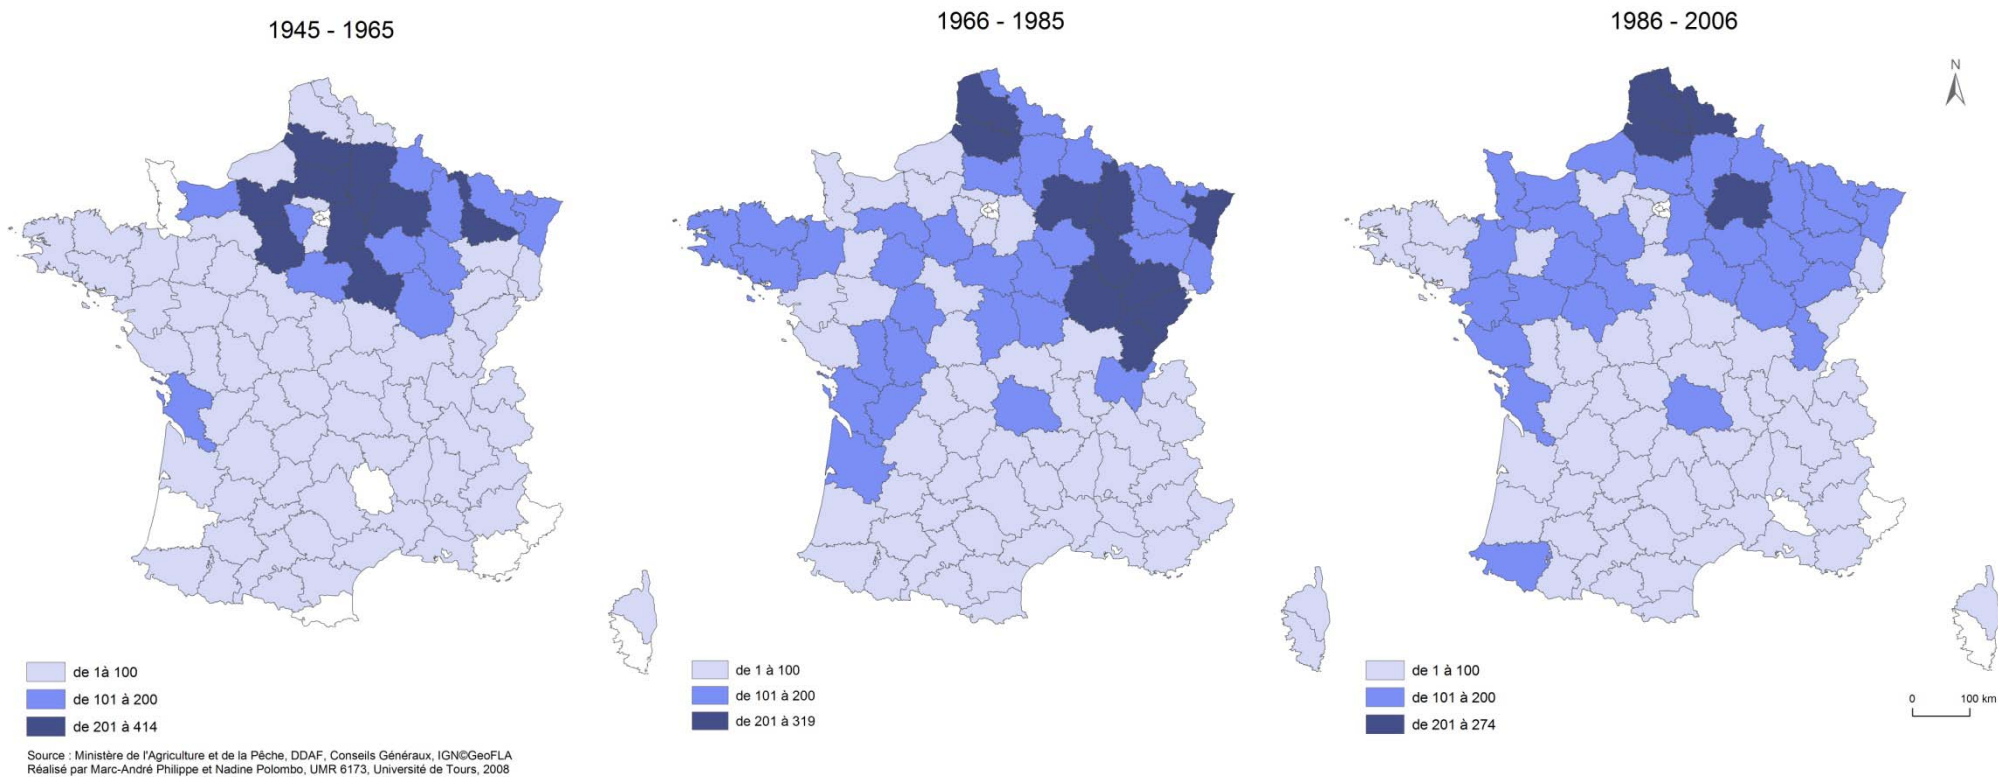 1945 - 1965
1966 - 1985
1986 - 2006
N
de 1à 100
de 101 à 200
de 201 à 414
de 1 à 100
de 101 à 200
de 201 à 319
de 1 à 100
de 101 à 200
de 201 à 274
0 100 km
Source : Ministère de l'Agriculture et de la Pêche, DDAF, Conseils Généraux, IGN©GeoFLA
Réalisé par Marc-André Philippe et Nadine Polombo, UMR 6173, Université de Tours, 2008